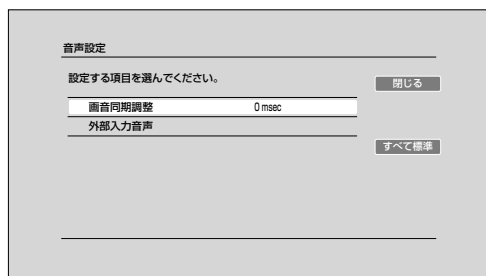 音声設定
設定する項目を選んでください。
閉じる
画音同期調整 0 msec
外部入力音声
すべて標準